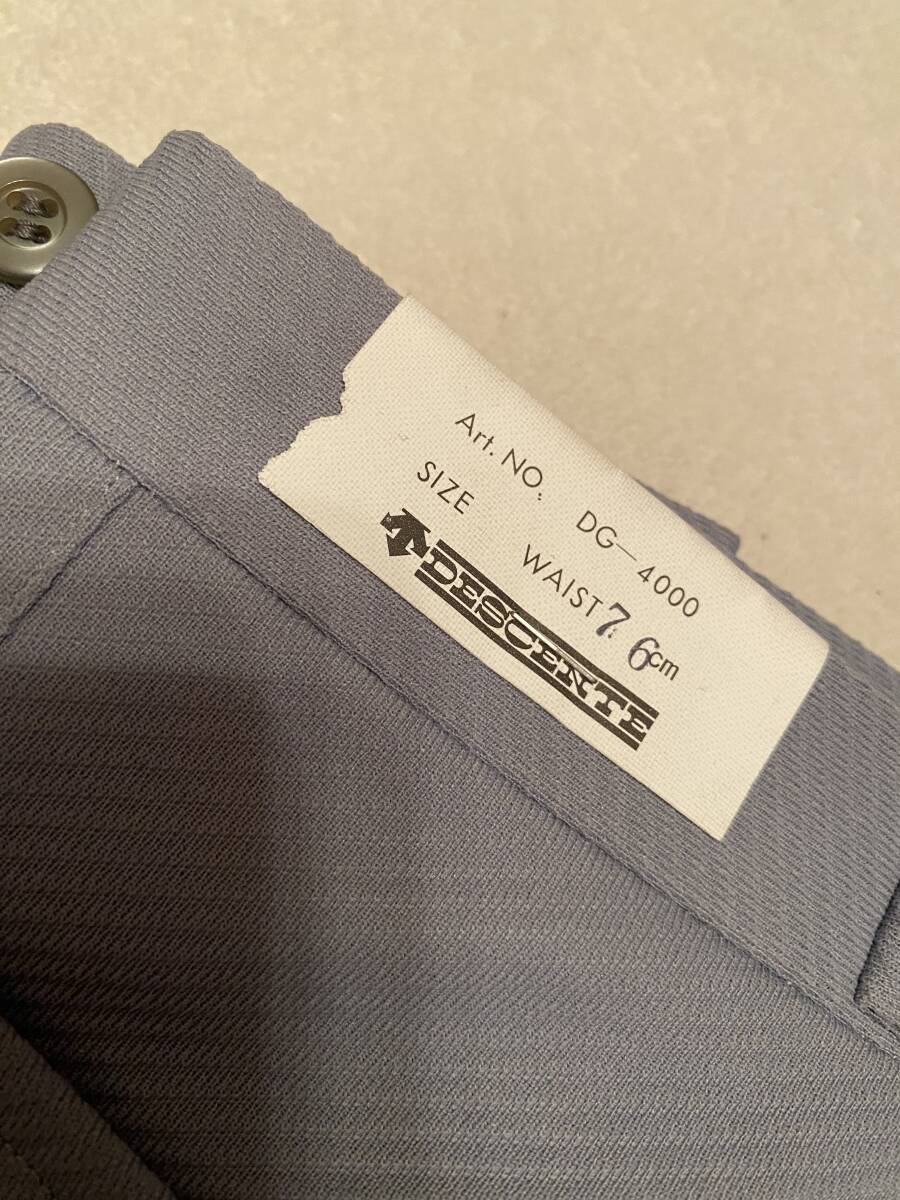 Art. NO. DG—4000
SIZE WAIST 76cm
DESCENTE